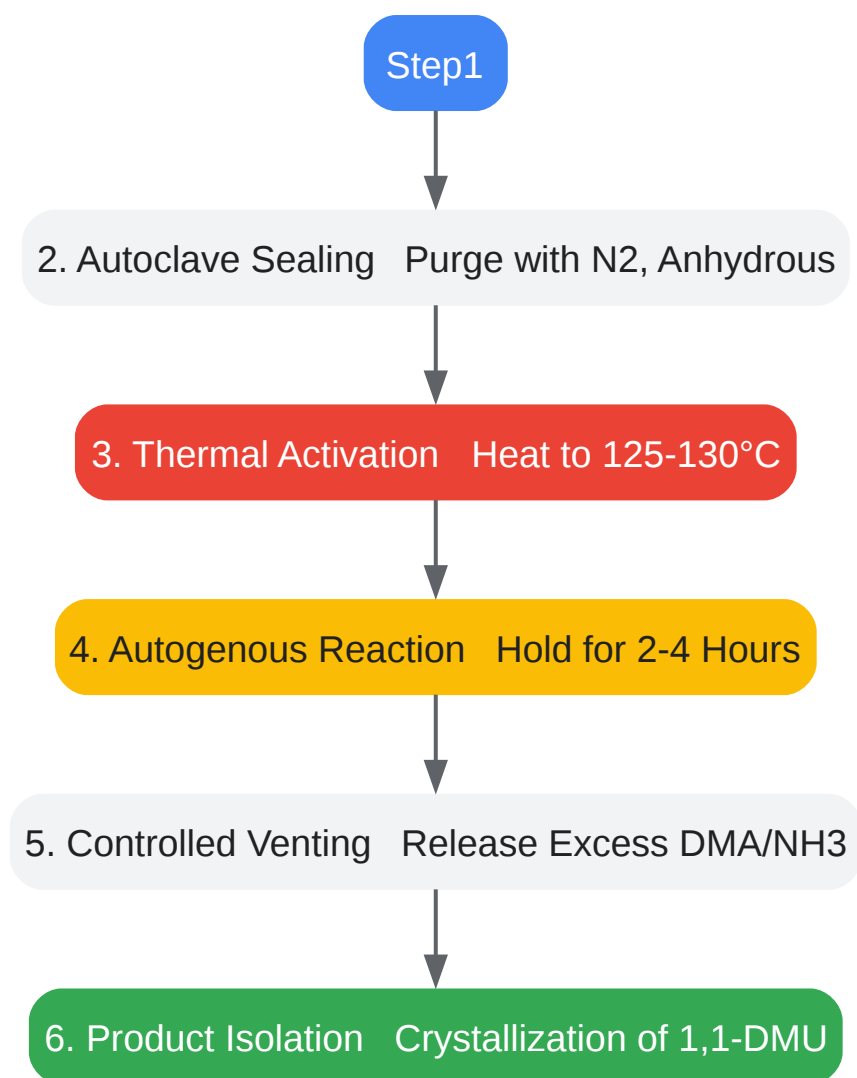 Step1
2. Autoclave Sealing   Purge with N2, Anhydrous
3. Thermal Activation   Heat to 125-130°C
4. Autogenous Reaction   Hold for 2-4 Hours
5. Controlled Venting   Release Excess DMA/NH3
6. Product Isolation   Crystallization of 1,1-DMU